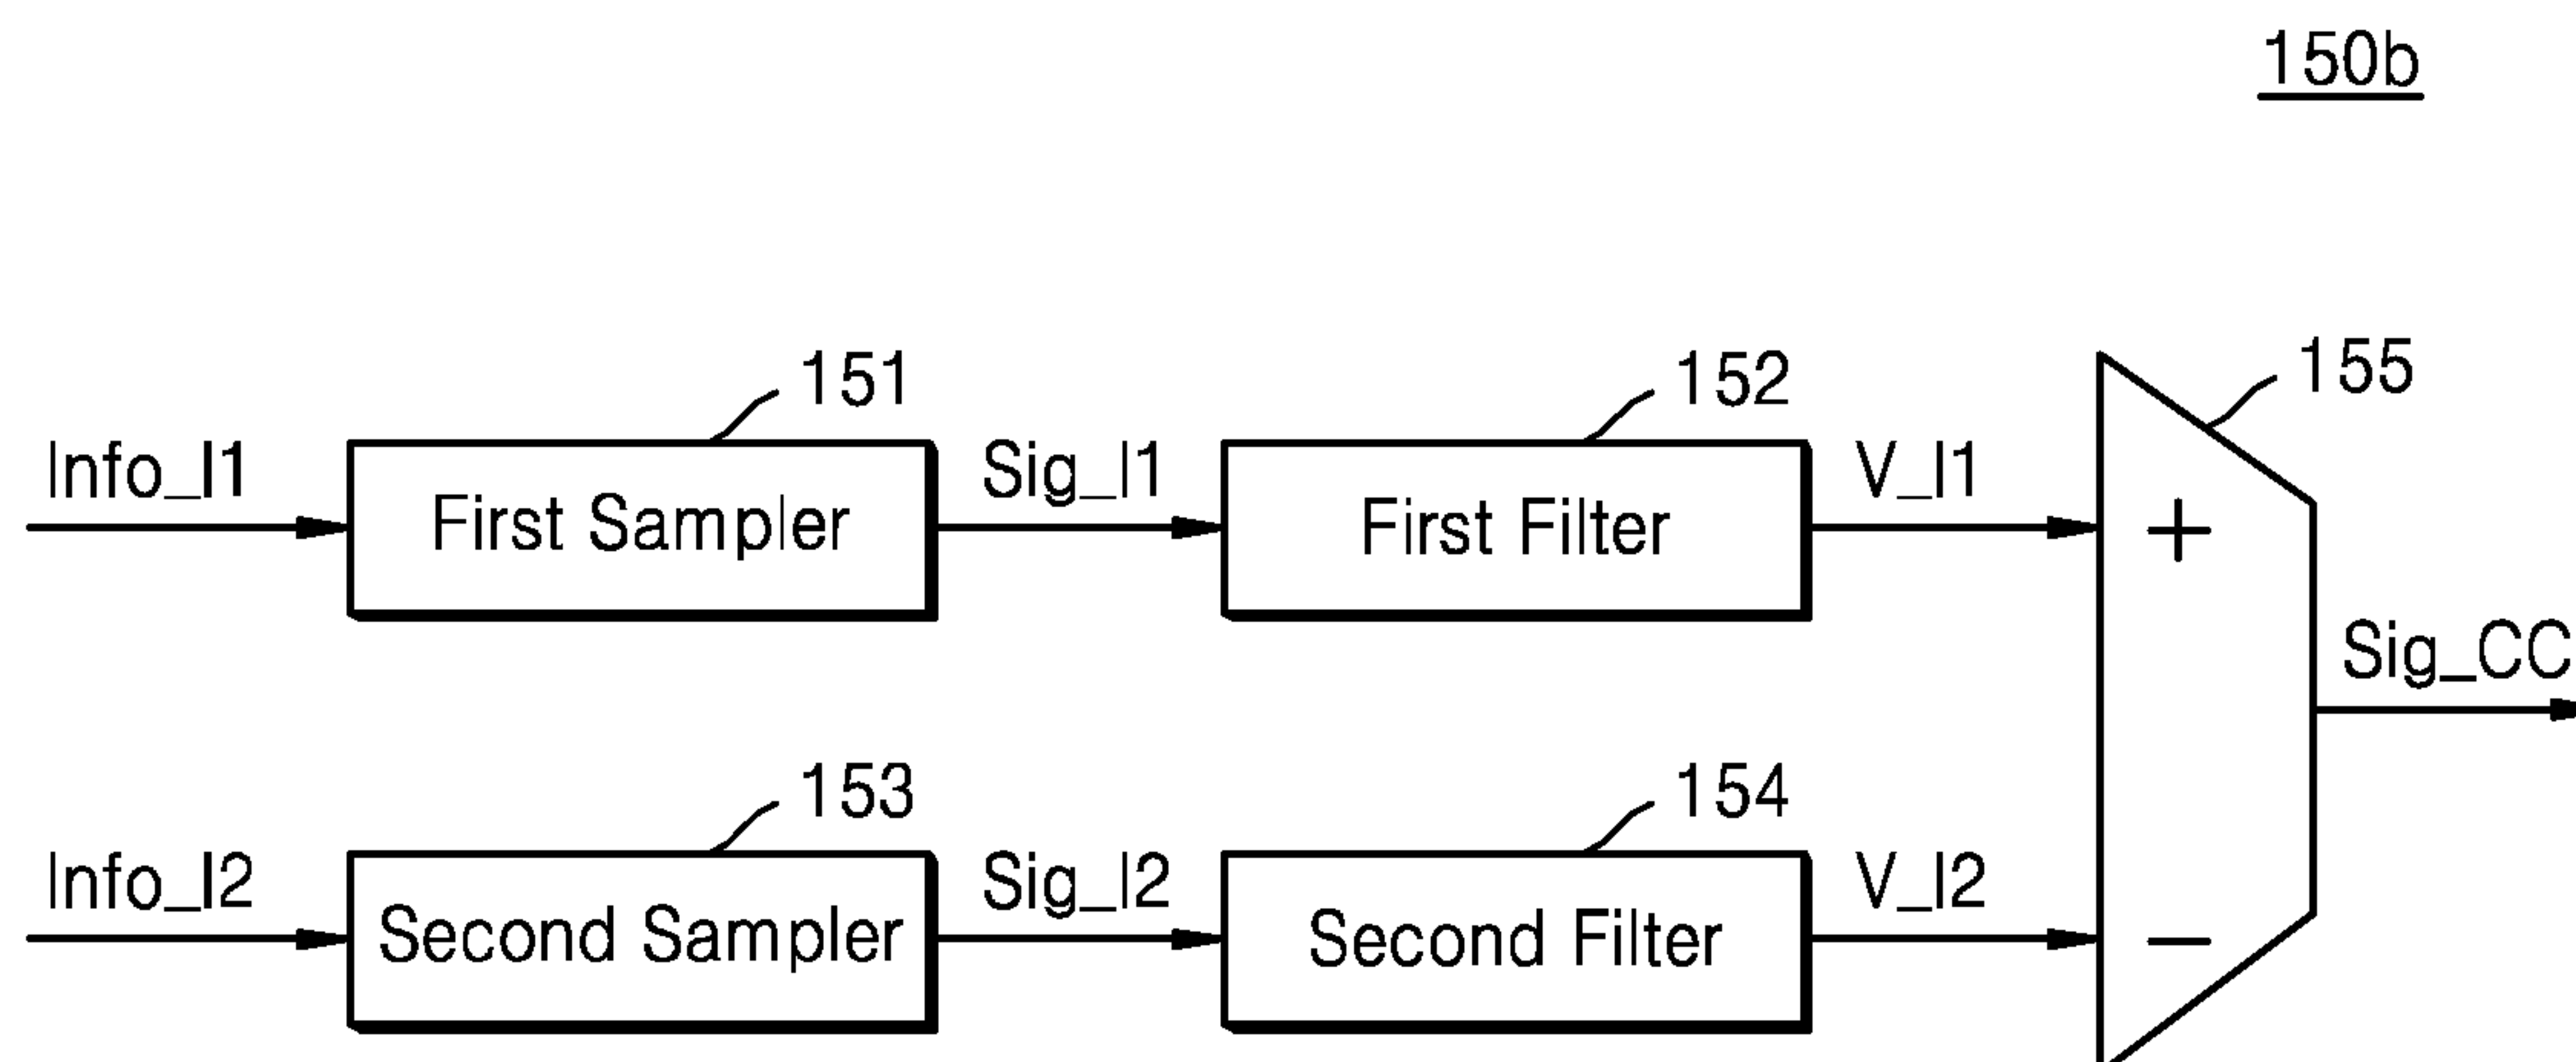 150b
151
152
155
Info_I1
First Sampler
Sig_I1
First Filter
V_I1
+
Sig_CC
153
154
Info_I2
Second Sampler
Sig_I2
Second Filter
V_I2
−